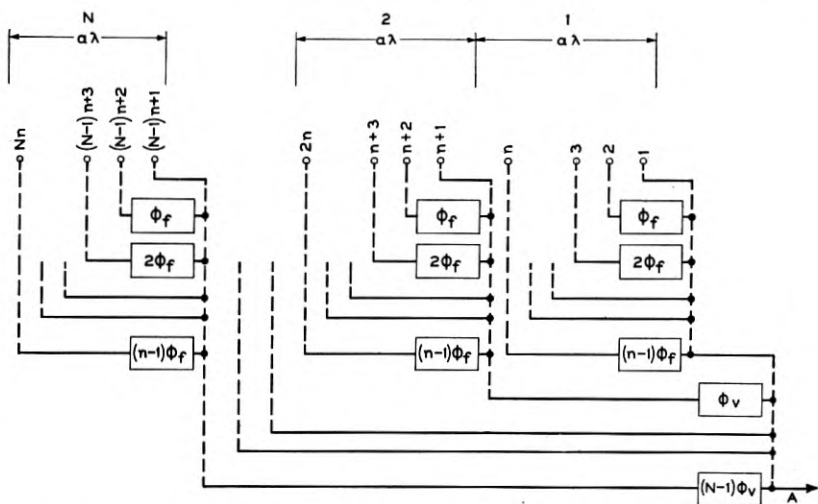 N 2 1
aλ aλ aλ
Nn (N-1)n+3 (N-1)n+2 (N-1)n+1 2n n+3 n+2 n+1 n 3 2 1
ϕf ϕf ϕf
2ϕf 2ϕf 2ϕf
(n-1)ϕf (n-1)ϕf (n-1)ϕf
ϕv
(N-1)ϕv
A